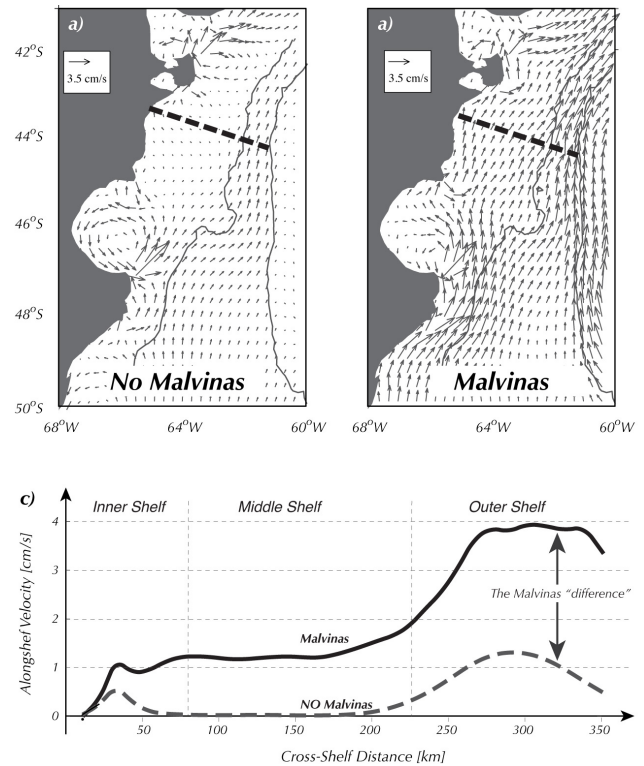 a)
3.5 cm/s
42°S
44°S
46°S
48°S
50°S
No Malvinas
68°W
64°W
60°W
a)
3.5 cm/s
Malvinas
68°W
64°W
60°W
c)
Inner Shelf
Middle Shelf
Outer Shelf
Alongshef Velocity [cm/s]
4
3
2
1
0
The Malvinas "difference"
Malvinas
NO Malvinas
50
100
150
200
250
300
350
Cross-Shelf Distance [km]